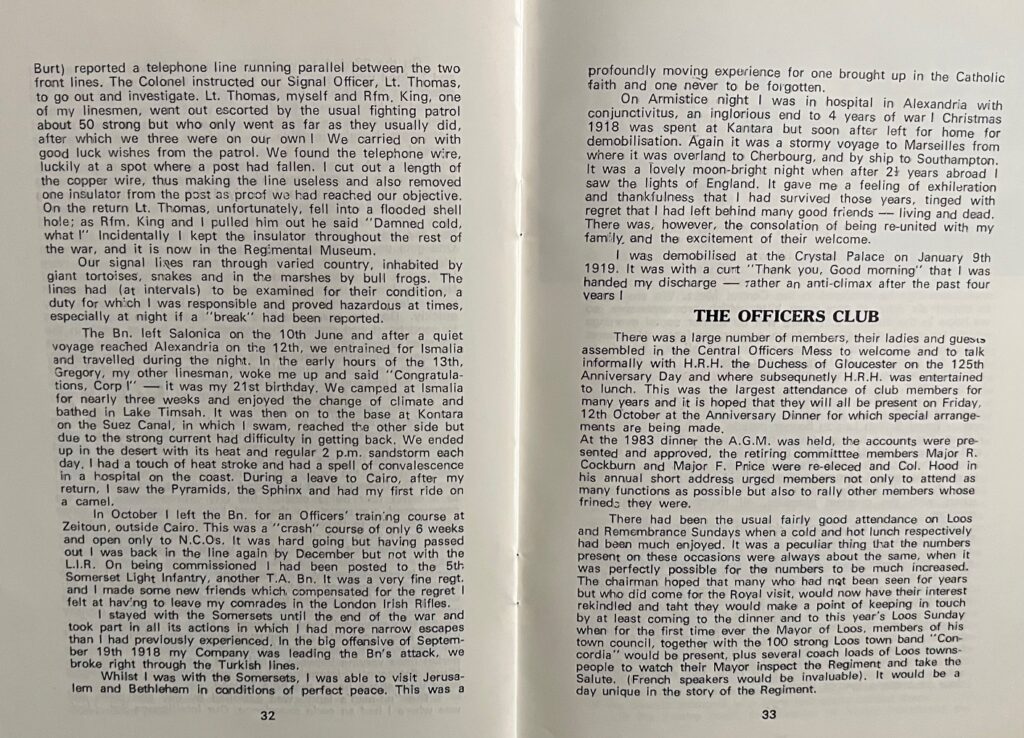 Burt) reported a telephone line running parallel between the two
front lines. The Colonel instructed our Signal Officer, Lt. Thomas,
to go out and investigate. Lt. Thomas, myself and Rfm. King, one
of my linesmen, went out escorted by the usual fighting patrol
about 50 strong but who only went as far as they usually did,
after which we three were on our own ! We carried on with
good luck wishes from the patrol. We found the telephone wire,
luckily at a spot where a post had fallen. I cut out a length of
the copper wire, thus making the line useless and also removed
one insulator from the post as proof we had reached our objective.
On the return Lt. Thomas, unfortunately, fell into a flooded shell
hole; as Rfm. King and I pulled him out he said "Damned cold,
what !" Incidentally I kept the insulator throughout the rest of
the war, and it is now in the Regimental Museum.
Our signal lines ran through varied country, inhabited by
giant tortoises, snakes and in the marshes by bull frogs. The
lines had (at intervals) to be examined for their condition, a
duty for which I was responsible and proved hazardous at times,
especially at night if a "break" had been reported.
The Bn. left Salonica on the 10th June and after a quiet
voyage reached Alexandria on the 12th, we entrained for Ismalia
and travelled during the night. In the early hours of the 13th,
Gregory, my other linesman, woke me up and said "Congratula-
tions, Corp !" — it was my 21st birthday. We camped at Ismalia
for nearly three weeks and enjoyed the change of climate and
bathed in Lake Timsah. It was then on to the base at Kontara
on the Suez Canal, in which I swam, reached the other side but
due to the strong current had difficulty in getting back. We ended
up in the desert with its heat and regular 2 p.m. sandstorm each
day. I had a touch of heat stroke and had a spell of convalescence
in a hospital on the coast. During a leave to Cairo, after my
return, I saw the Pyramids, the Sphinx and had my first ride on
a camel.
In October I left the Bn. for an Officers' training course at
Zeitoun, outside Cairo. This was a "crash" course of only 6 weeks
and open only to N.C.Os. It was hard going but having passed
out I was back in the line again by December but not with the
L.I.R. On being commissioned I had been posted to the 5th
Somerset Light Infantry, another T.A. Bn. It was a very fine regt.
and I made some new friends which compensated for the regret I
felt at having to leave my comrades in the London Irish Rifles.
I stayed with the Somersets until the end of the war and
took part in all its actions in which I had more narrow escapes
than I had previously experienced. In the big offensive of Septem-
ber 19th 1918 my Company was leading the Bn's attack, we
broke right through the Turkish lines.
Whilst I was with the Somersets, I was able to visit Jerusa-
lem and Bethlehem in conditions of perfect peace. This was a
32
profoundly moving experience for one brought up in the Catholic
faith and one never to be forgotten.
On Armistice night I was in hospital in Alexandria with
conjunctivitus, an inglorious end to 4 years of war ! Christmas
1918 was spent at Kantara but soon after left for home for
demobilisation. Again it was a stormy voyage to Marseilles from
where it was overland to Cherbourg, and by ship to Southampton.
It was a lovely moon-bright night when after 2½ years abroad I
saw the lights of England. It gave me a feeling of exhileration
and thankfulness that I had survived those years, tinged with
regret that I had left behind many good friends — living and dead.
There was, however, the consolation of being re-united with my
family and the excitement of their welcome.
I was demobilised at the Crystal Palace on January 9th
1919. It was with a curt "Thank you, Good morning" that I was
handed my discharge — rather an anti-climax after the past four
years !
THE OFFICERS CLUB
There was a large number of members, their ladies and guests
assembled in the Central Officers Mess to welcome and to talk
informally with H.R.H. the Duchess of Gloucester on the 125th
Anniversary Day and where subsequnetly H.R.H. was entertained
to lunch. This was the largest attendance of club members for
many years and it is hoped that they will all be present on Friday,
12th October at the Anniversary Dinner for which special arrange-
ments are being made.
At the 1983 dinner the A.G.M. was held, the accounts were pre-
sented and approved, the retiring committtee members Major R.
Cockburn and Major F. Price were re-eleced and Col. Hood in
his annual short address urged members not only to attend as
many functions as possible but also to rally other members whose
frineds they were.
There had been the usual fairly good attendance on Loos
and Remembrance Sundays when a cold and hot lunch respectively
had been much enjoyed. It was a peculiar thing that the numbers
present on these occasions were always about the same, when it
was perfectly possible for the numbers to be much increased.
The chairman hoped that many who had not been seen for years
but who did come for the Royal visit, would now have their interest
rekindled and taht they would make a point of keeping in touch
by at least coming to the dinner and to this year's Loos Sunday
when for the first time ever the Mayor of Loos, members of his
town council, together with the 100 strong Loos town band "Con-
cordia" would be present, plus several coach loads of Loos towns-
people to watch their Mayor inspect the Regiment and take the
Salute. (French speakers would be invaluable). It would be a
day unique in the story of the Regiment.
33